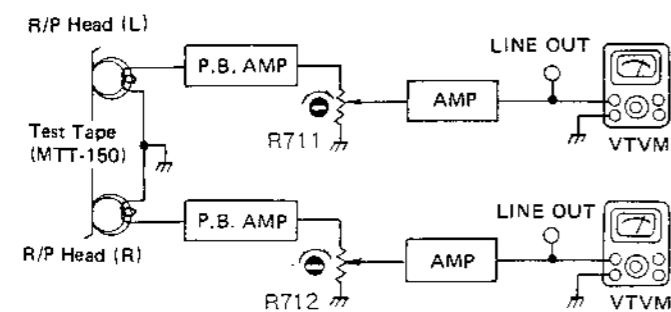 R/P Head (L)
P.B. AMP
LINE OUT
AMP
VTVM
R711
Test Tape
(MTT-150)
P.B. AMP
LINE OUT
AMP
VTVM
R/P Head (R)
R712